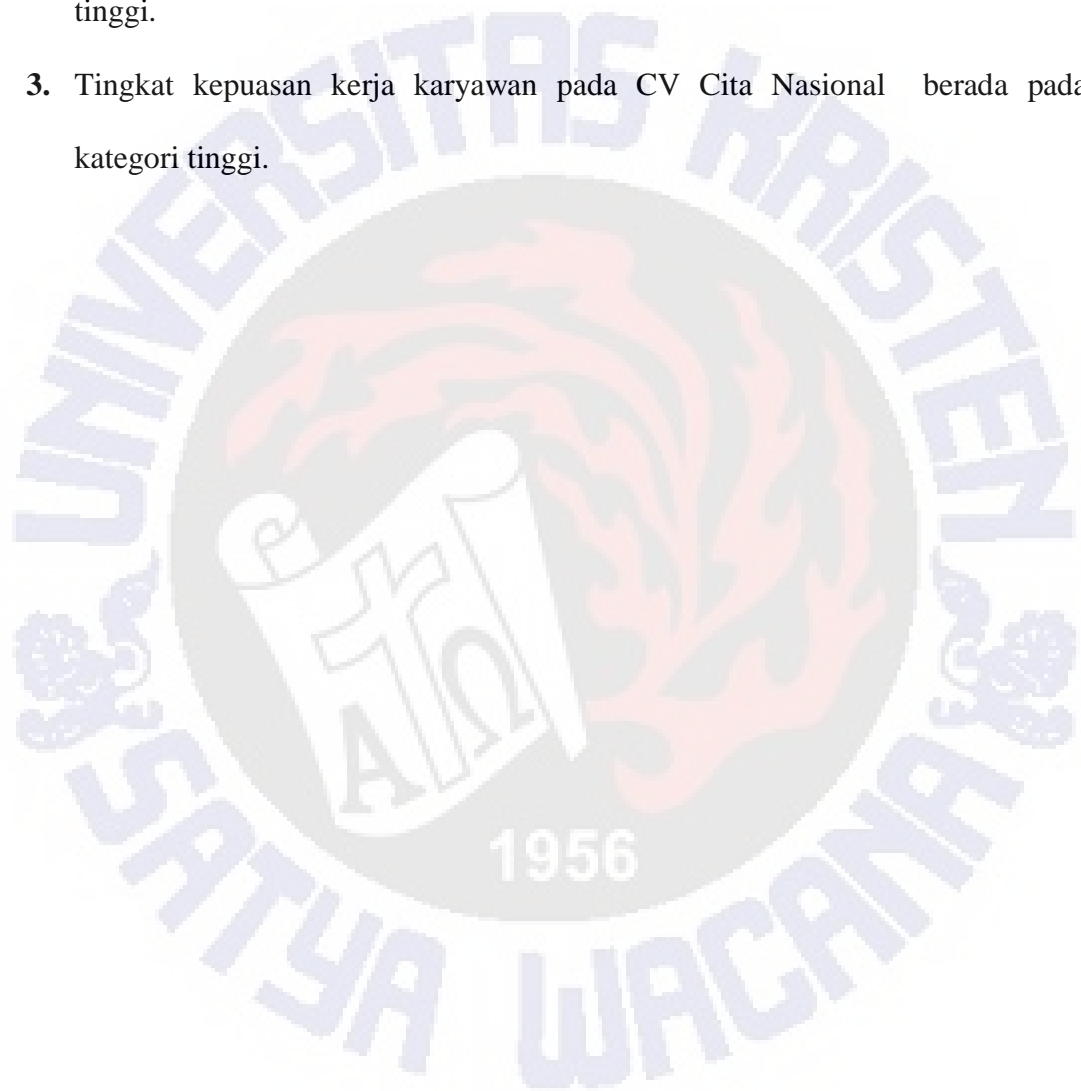 tinggi.
3. Tingkat kepuasan kerja karyawan pada CV Cita Nasional berada pada
kategori tinggi.
UNIVERSITAS KRISTEN
SATYA WACANA
Α Ω
1956